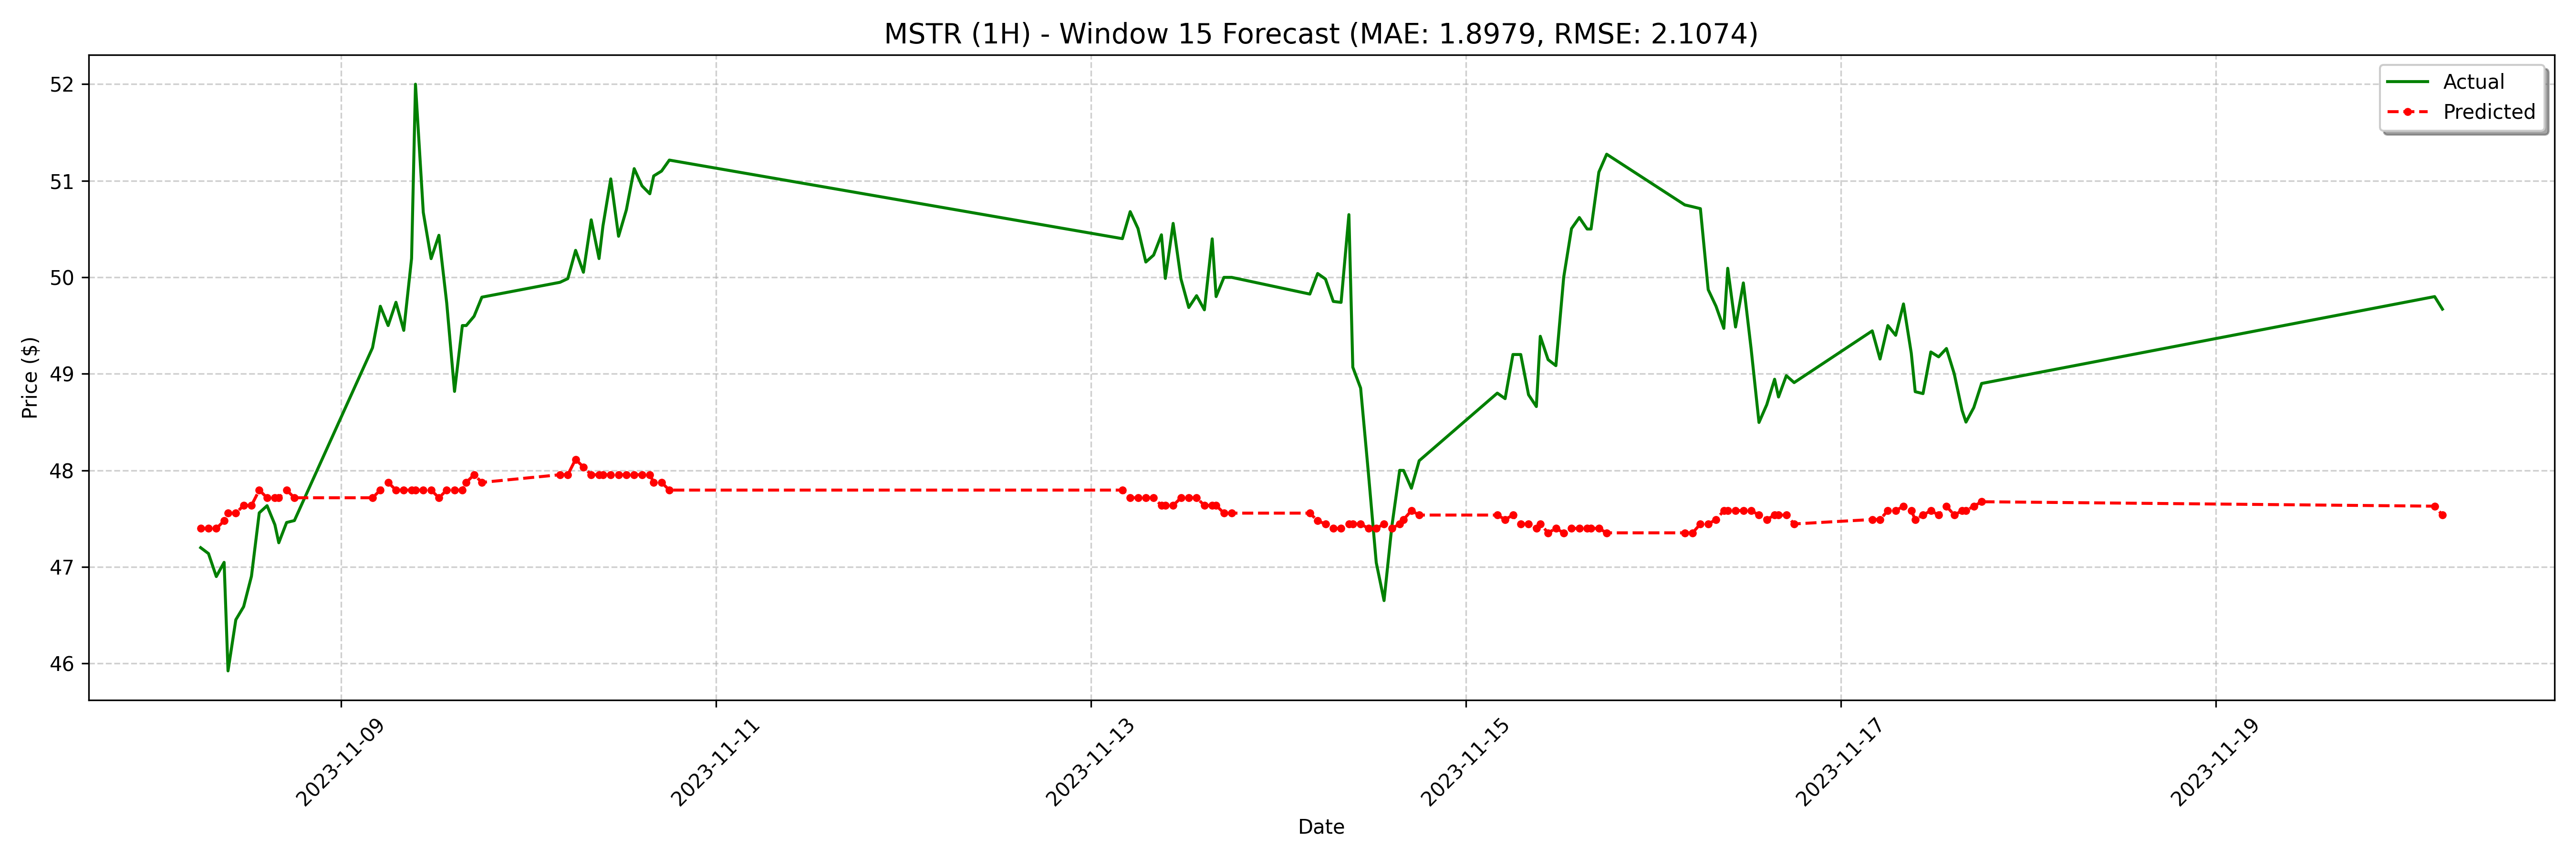 MSTR (1H) - Window 15 Forecast (MAE: 1.8979, RMSE: 2.1074)
Actual
Predicted
Price ($)
52
51
50
49
48
47
46
2023-11-09
2023-11-11
2023-11-13
2023-11-15
2023-11-17
2023-11-19
Date